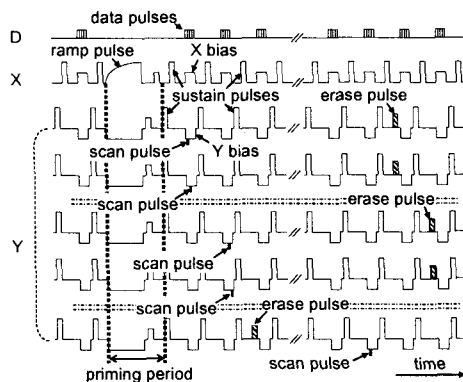 D
data pulses
ramp pulse
X bias
X
sustain pulses
erase pulse
scan pulse
Y bias
scan pulse
erase pulse
Y
scan pulse
scan pulse
erase pulse
scan pulse
priming period
time